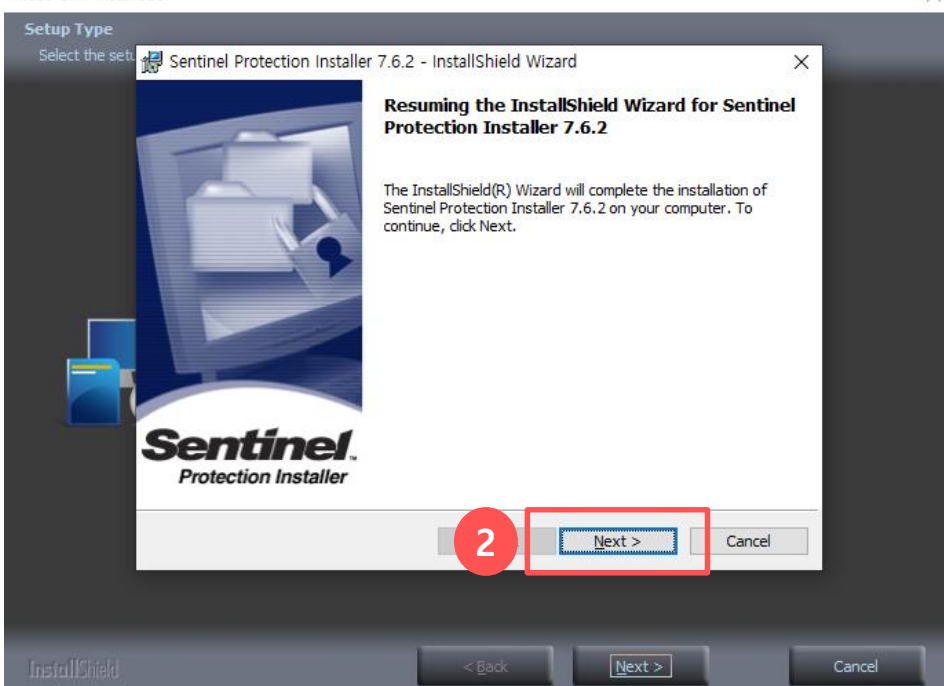 Setup Type
Select the setu
Sentinel Protection Installer 7.6.2 - InstallShield Wizard
Resuming the InstallShield Wizard for Sentinel
Protection Installer 7.6.2
The InstallShield(R) Wizard will complete the installation of
Sentinel Protection Installer 7.6.2 on your computer. To
continue, click Next.
Sentinel™
Protection Installer
2
Next >
Cancel
InstallShield
< Back
Next >
Cancel